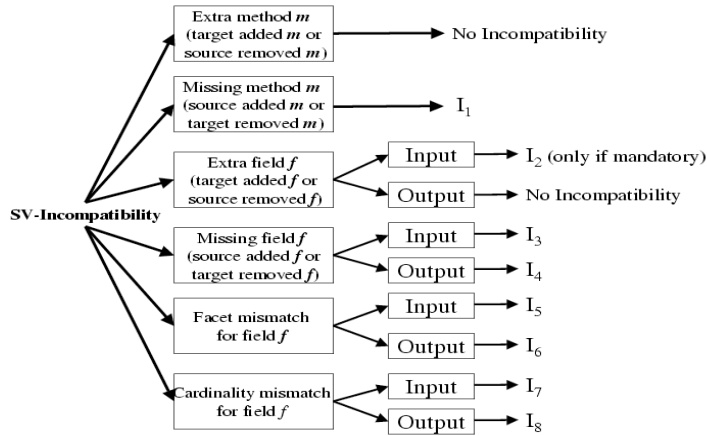 Extra method m
(target added m or
source removed m)
No Incompatibility
Missing method m
(source added m or
target removed m)
I1
Extra field f
(target added f or
source removed f)
Input
I2 (only if mandatory)
Output
No Incompatibility
SV-Incompatibility
Missing field f
(source added f or
target removed f)
Input
I3
Output
I4
Facet mismatch
for field f
Input
I5
Output
I6
Cardinality mismatch
for field f
Input
I7
Output
I8